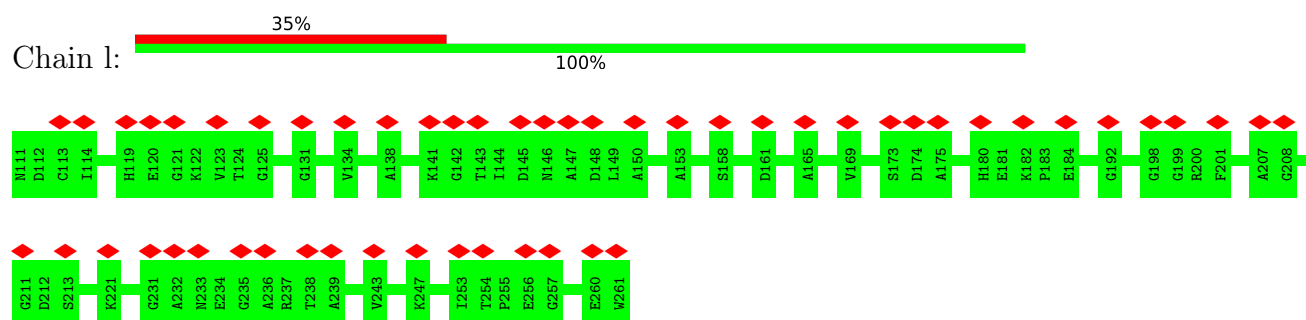 35%
Chain l:
100%
N111 D112 C113 I114 H119 E120 G121 K122 V123 T124 G125 G131 V134 A138 K141 G142 T143 I144 D145 N146 A147 D148 L149 A150 A153 S158 D161 A165 V169 S173 D174 A175 H180 E181 K182 P183 E184 G192 G198 G199 R200 F201 A207 G208
G211 D212 S213 K221 G231 A232 N233 E234 G235 A236 R237 T238 A239 V243 K247 I253 T254 P255 E256 G257 E260 W261